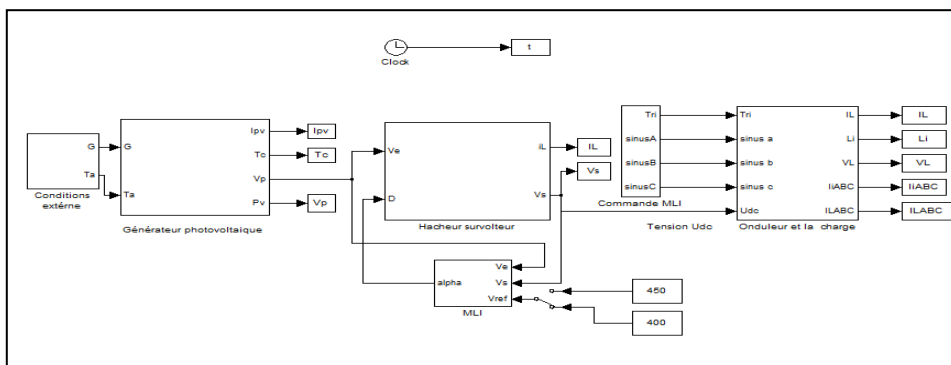 t
Clock
G
Ta
Conditions
extérne
G
Ta
Ipv
Tc
Vp
Pv
Générateur photovoltaique
Ipv
Tc
Vp
Ve
D
iL
Vs
Hacheur survolteur
IL
Vs
Tri
sinusA
sinusB
sinusC
Commande MLI
Tension Udc
Tri
sinus a
sinus b
sinus c
Udc
IL
Li
VL
IiABC
ILABC
Onduleur et la charge
IL
Li
VL
IiABC
ILABC
alpha
Ve
Vs
Vref
MLI
450
400